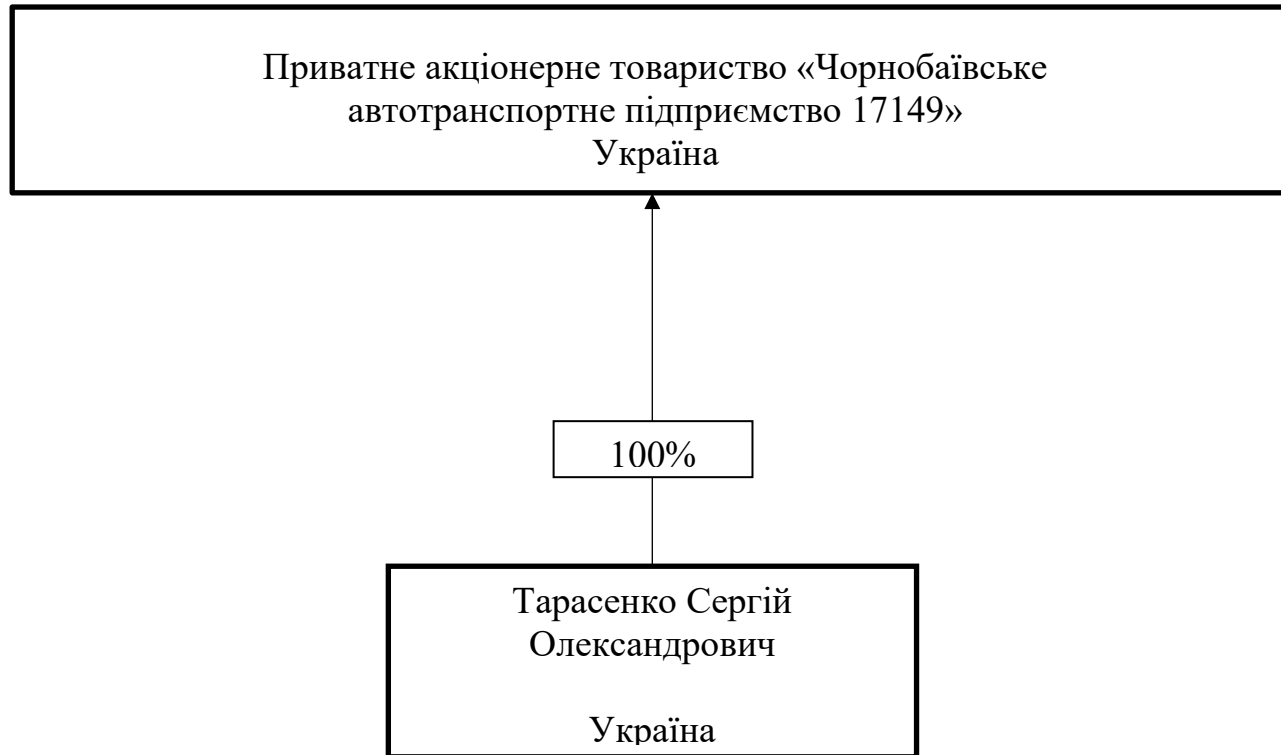 Приватне акціонерне товариство «Чорнобаївське
автотранспортне підприємство 17149»
Україна
100%
Тарасенко Сергій
Олександрович
Україна